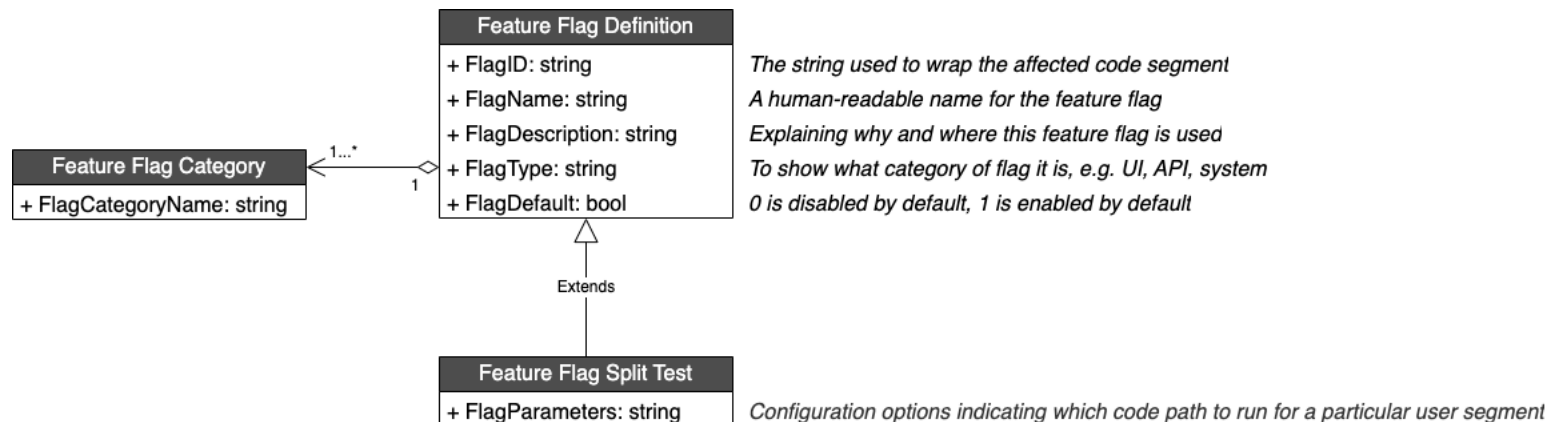 Feature Flag Definition
+ FlagID: string
The string used to wrap the affected code segment
+ FlagName: string
A human-readable name for the feature flag
+ FlagDescription: string
Explaining why and where this feature flag is used
1...*
Feature Flag Category
+ FlagType: string
To show what category of flag it is, e.g. UI, API, system
1
+ FlagCategoryName: string
+ FlagDefault: bool
0 is disabled by default, 1 is enabled by default
Extends
Feature Flag Split Test
+ FlagParameters: string
Configuration options indicating which code path to run for a particular user segment